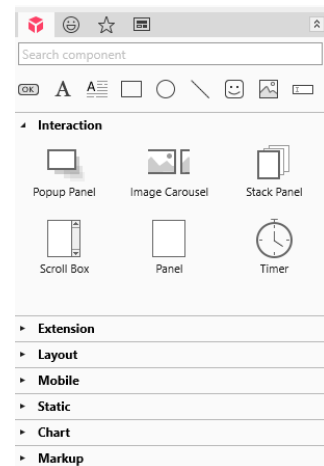 Search component
OK A A
Interaction
Popup Panel Image Carousel Stack Panel
Scroll Box Panel Timer
Extension
Layout
Mobile
Static
Chart
Markup